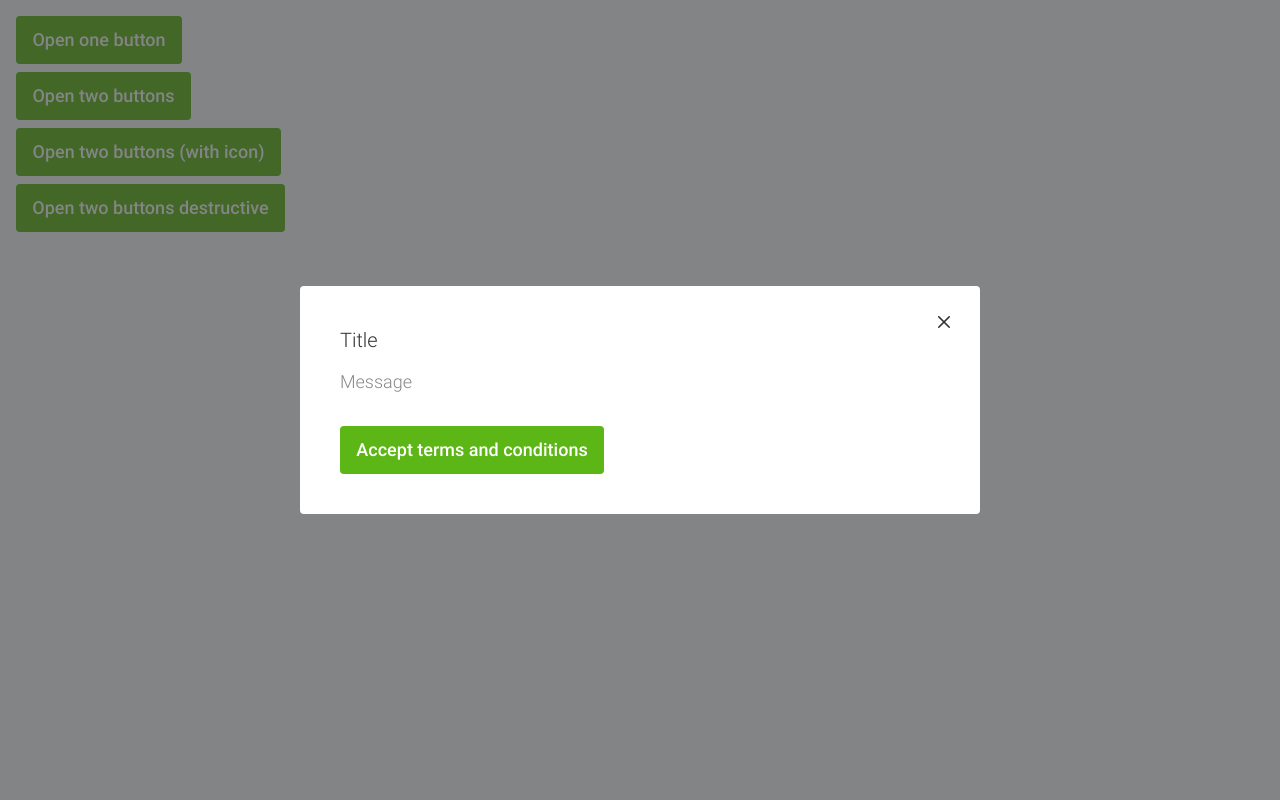 Open one button
Open two buttons
Open two buttons (with icon)
Open two buttons destructive
Title
Message
Accept terms and conditions